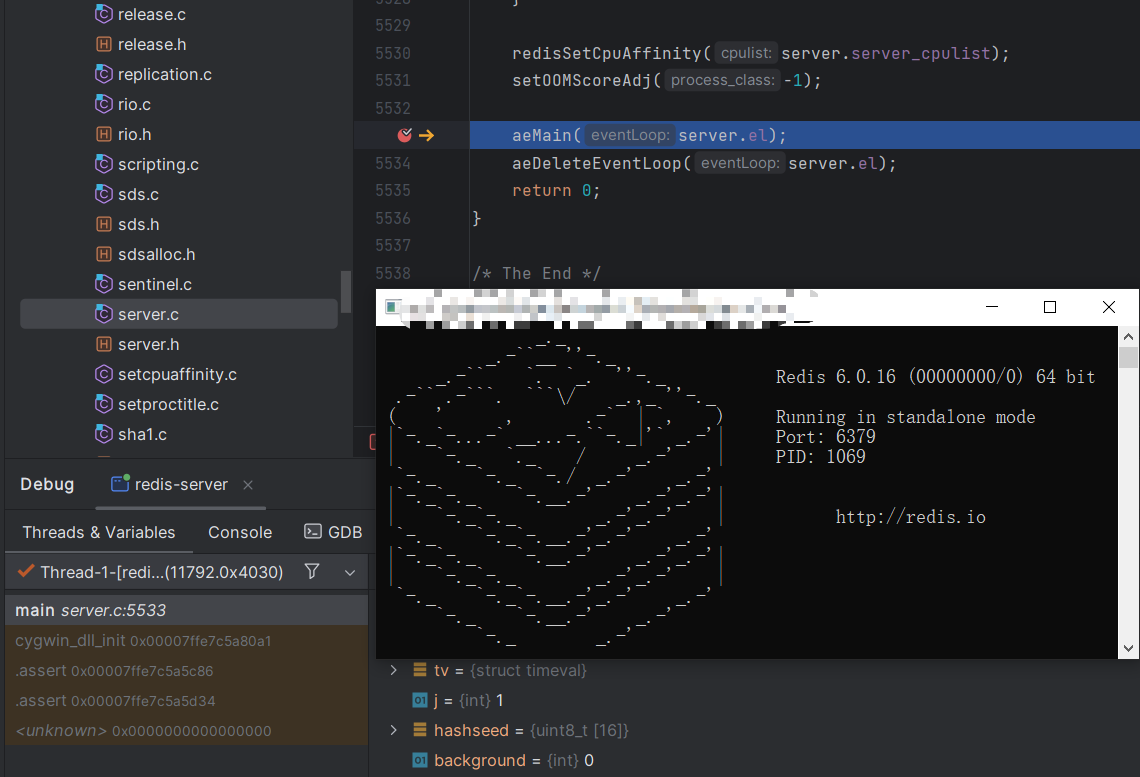 release.c
release.h
replication.c
rio.c
rio.h
scripting.c
sds.c
sds.h
sdsalloc.h
sentinel.c
server.c
server.h
setcpuaffinity.c
setproctitle.c
sha1.c
5528 }
5529
5530 redisSetCpuAffinity( cpulist: server.server_cpulist);
5531 setOOMScoreAdj( process_class: -1);
5532
aeMain( eventLoop: server.el);
5534 aeDeleteEventLoop( eventLoop: server.el);
5535 return 0;
5536 }
5537
5538 /* The End */
Redis 6.0.16 (00000000/0) 64 bit
Running in standalone mode
Port: 6379
PID: 1069
http://redis.io
Debug
redis-server
Threads & Variables
Console
GDB
Thread-1-[redi...(11792.0x4030)
main server.c:5533
cygwin_dll_init 0x00007ffe7c5a80a1
.assert 0x00007ffe7c5a5c86
.assert 0x00007ffe7c5a5d34
<unknown> 0x0000000000000000
tv = {struct timeval}
j = {int} 1
hashseed = {uint8_t [16]}
background = {int} 0